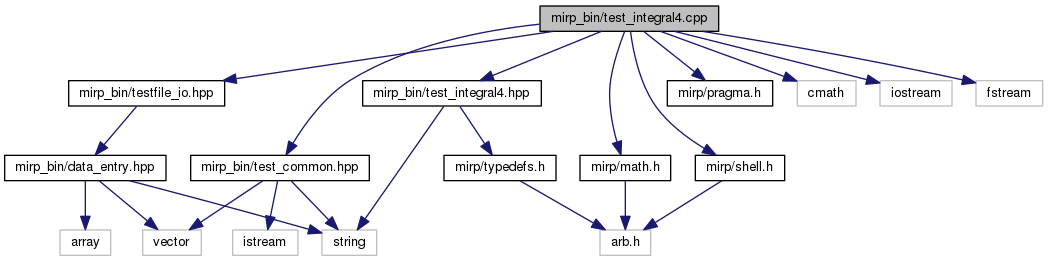 mirp_bin/test_integral4.cpp
mirp_bin/testfile_io.hpp
mirp_bin/test_integral4.hpp
mirp/pragma.h
cmath
iostream
fstream
mirp_bin/data_entry.hpp
mirp_bin/test_common.hpp
mirp/typedefs.h
mirp/math.h
mirp/shell.h
array
vector
istream
string
arb.h